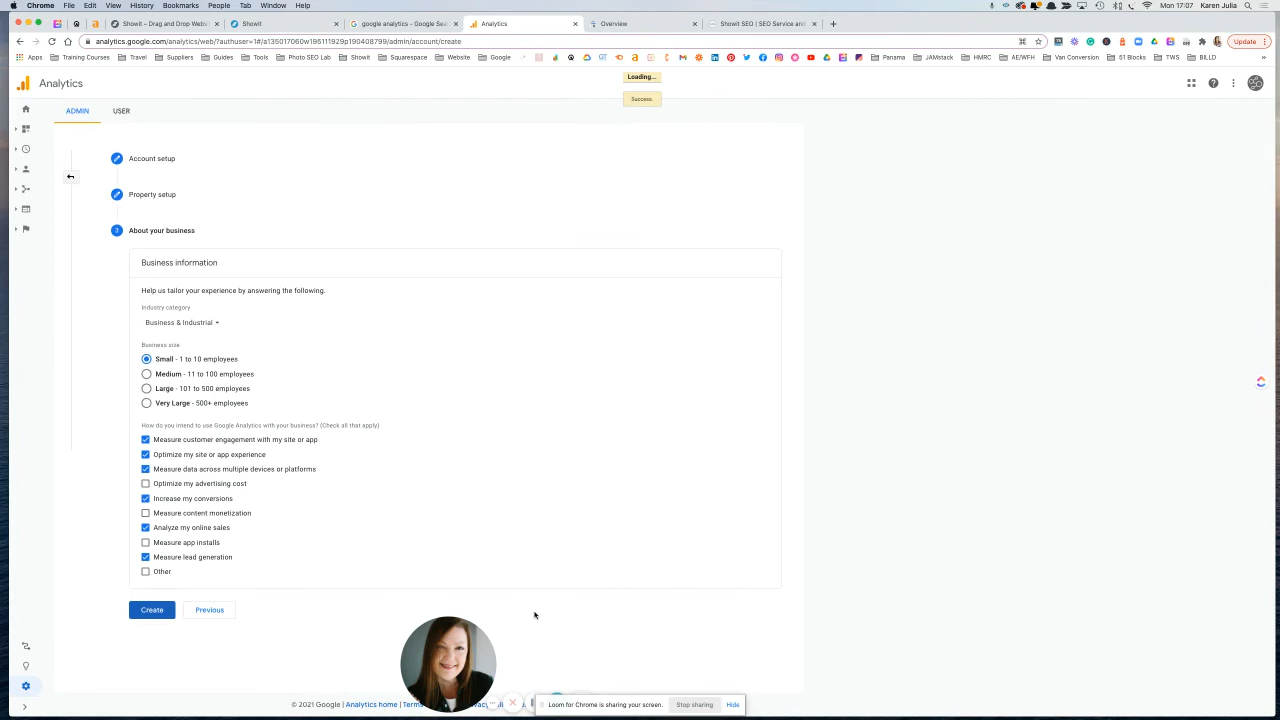 Chrome File Edit View History Bookmarks People Tab Window Help Mon 17:07 Karen Julia
Showit – Drag and Drop Webs Showit google analytics - Google Sea Analytics Overview Showit SEO | SEO Service and
analytics.google.com/analytics/web/?authuser=1#/a135017060w195111929p190408799/admin/account/create Update
Apps Training Courses Travel Suppliers Guides Tools Photo SEO Lab Showit Squarespace Websi Google Panama JAMstack HMRC AE/WFH Van Conversion 51 Blocks TWS BILLD
Analytics
Loading...
Success.
ADMIN USER
Account setup
Property setup
3 About your business
Business information
Help us tailor your experience by answering the following.
Industry category
Business & Industrial
Business size
Small - 1 to 10 employees
Medium - 11 to 100 employees
Large - 101 to 500 employees
Very Large - 500+ employees
How do you intend to use Google Analytics with your business? (Check all that apply)
Measure customer engagement with my site or app
Optimize my site or app experience
Measure data across multiple devices or platforms
Optimize my advertising cost
Increase my conversions
Measure content monetization
Analyze my online sales
Measure app installs
Measure lead generation
Other
Create Previous
© 2021 Google | Analytics home | Terms
Loom for Chrome is sharing your screen. Stop sharing Hide